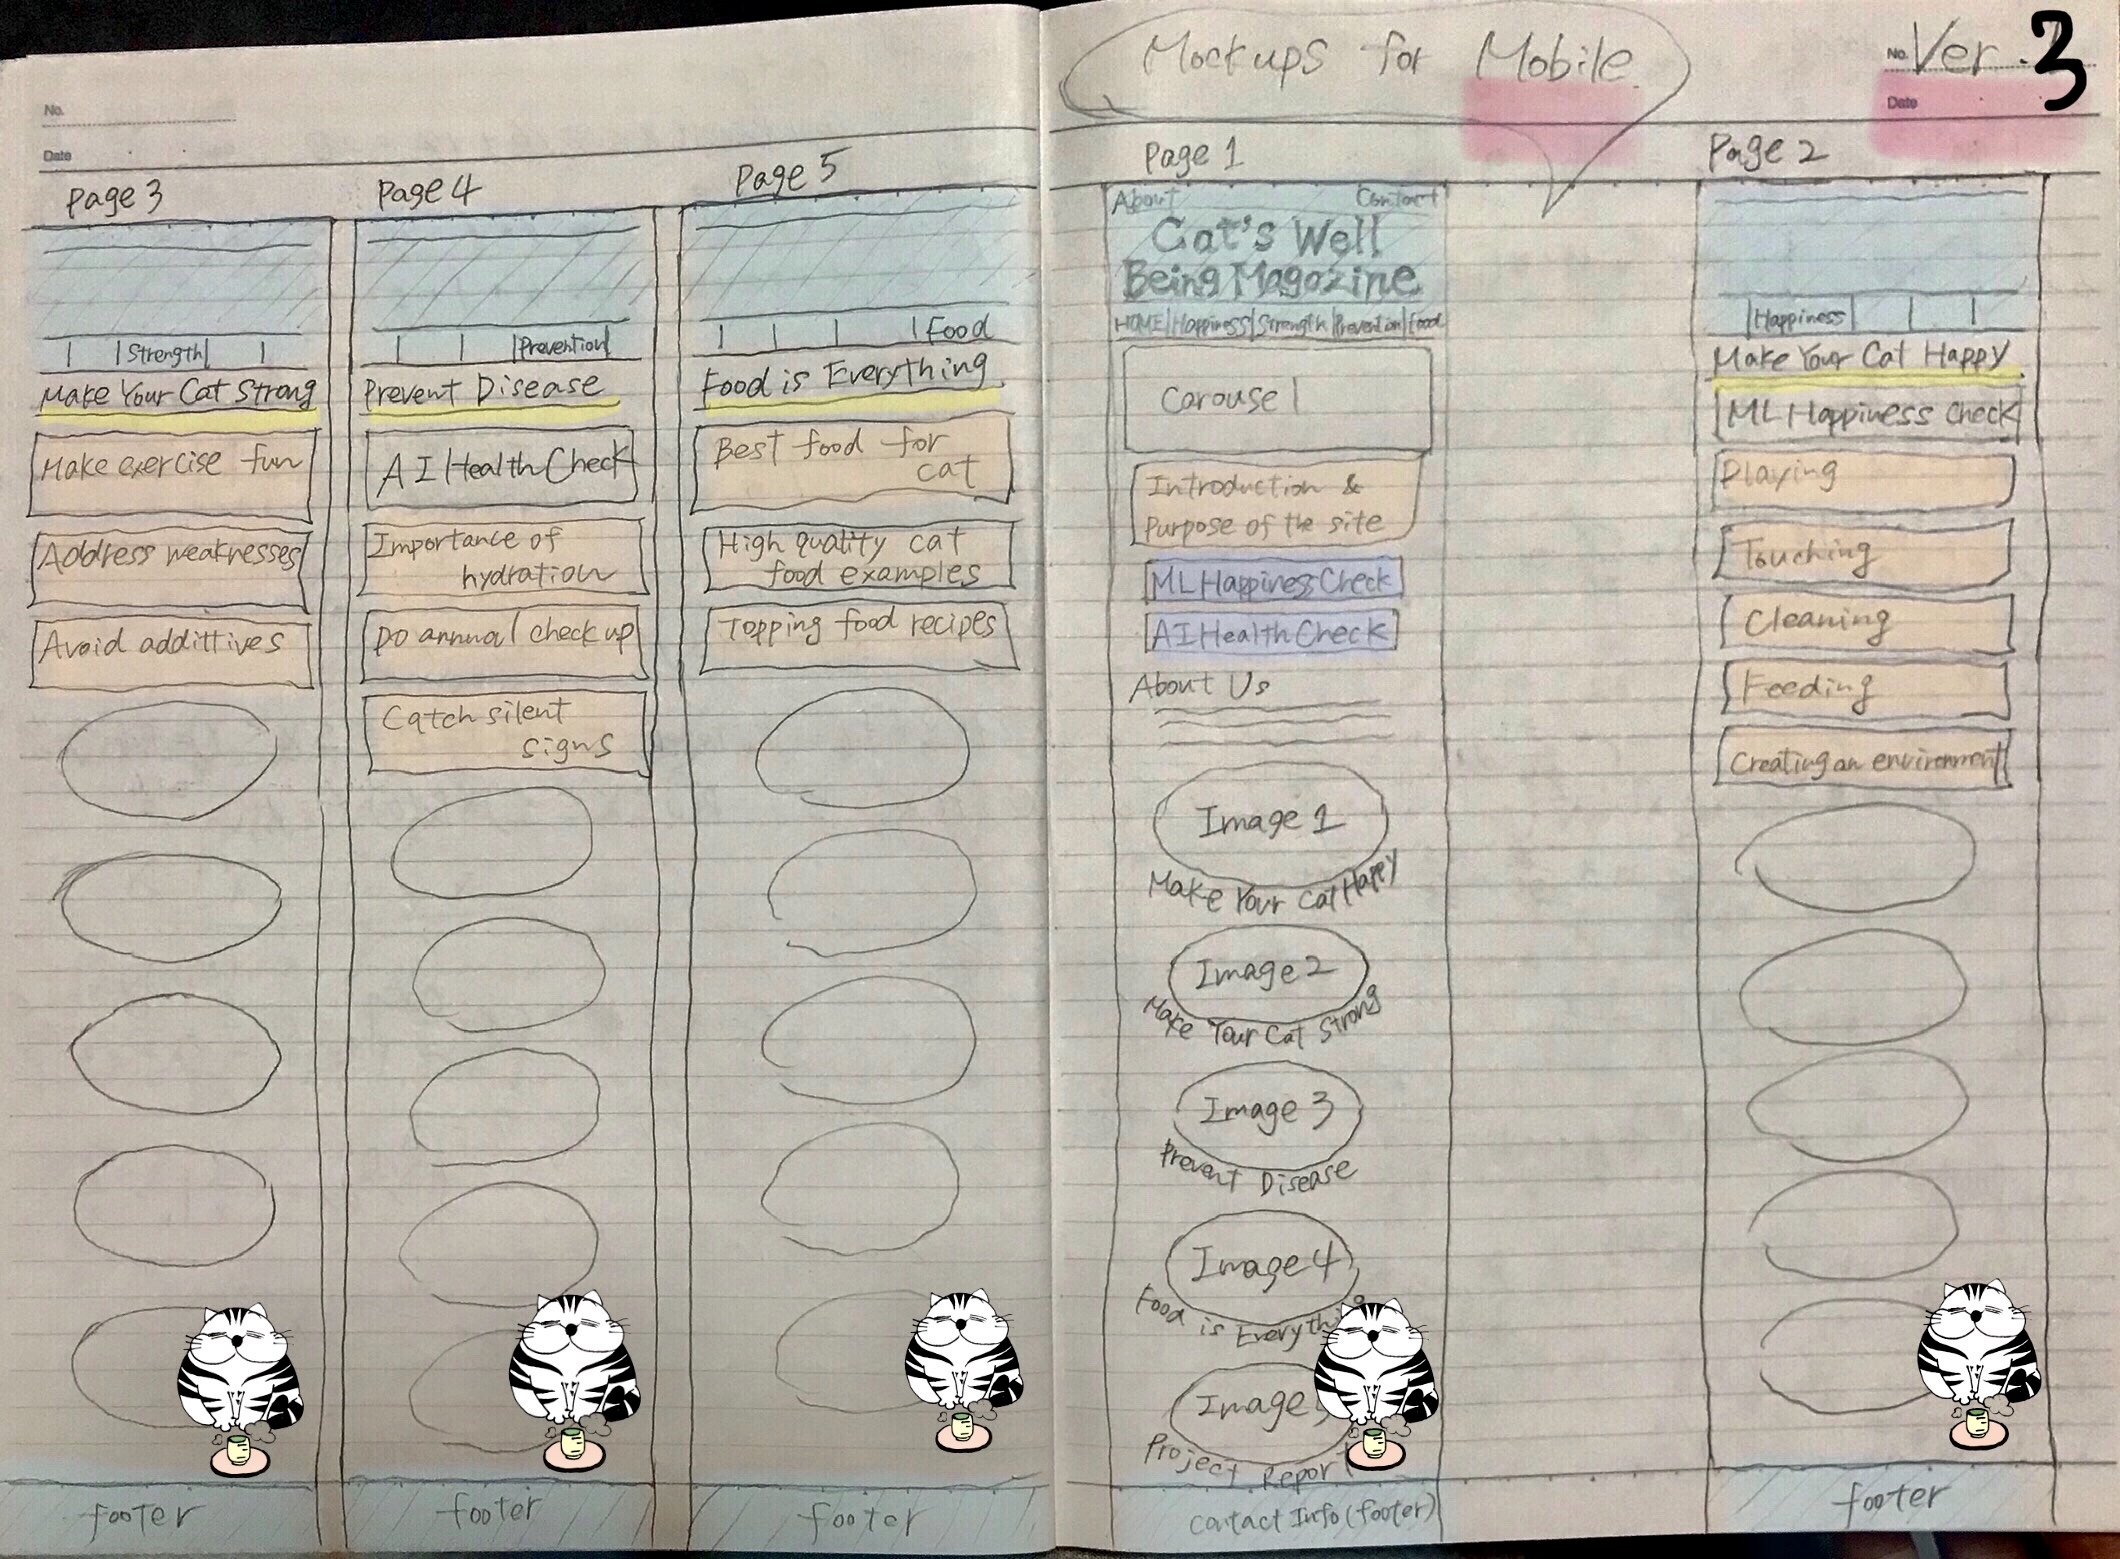 Mockups for Mobile
No. Ver. 3
Date
No.
Date
Page 3
Strength
Make Your Cat Strong
Make exercise fun
Address weaknesses
Avoid addittives
footer
Page 4
Prevention
Prevent Disease
AI Health Check
Importance of
hydration
Do annual check up
Catch silent
signs
footer
Page 5
Food
Food is Everything
Best food for
cat
High quality cat
food examples
Topping food recipes
footer
Page 1
About Contact
Cat's Well
Being Magazine
HOME Happiness Strength Prevention Food
Carousel
Introduction &
Purpose of the site
ML Happiness Check
AI Health Check
About Us
Image 1
Make Your Cat Happy
Image 2
Make Your Cat Strong
Image 3
Prevent Disease
Image 4
Food is Everythi
Image 5
Project Report
Contact Info (footer)
Page 2
Happiness
Make Your Cat Happy
ML Happiness Check
Playing
Touching
Cleaning
Feeding
Creating an environment
footer